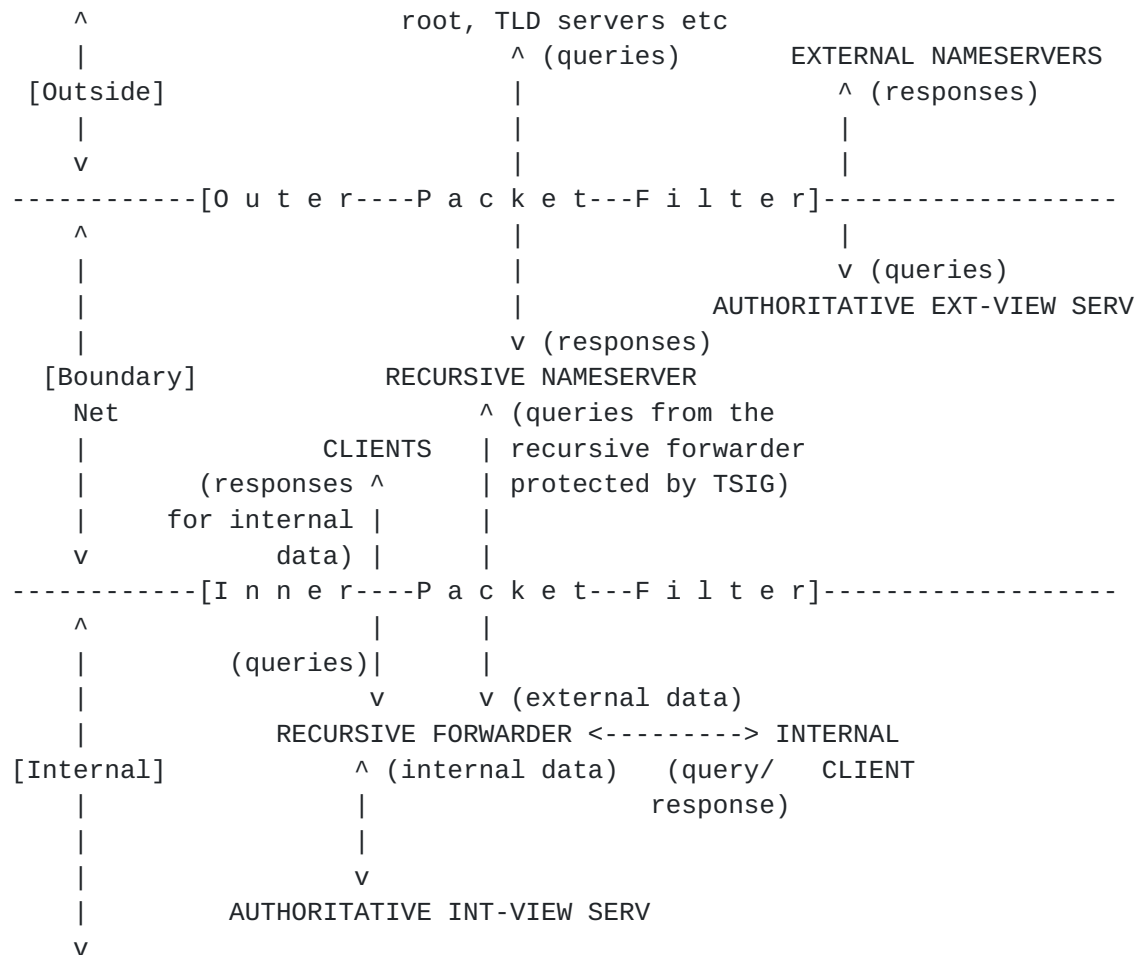 ^                    root, TLD servers etc
    |                           ^ (queries)       EXTERNAL NAMESERVERS
 [Outside]                      |                    ^ (responses)
    |                           |                    |
    v                           |                    |
------------[O u t e r----P a c k e t---F i l t e r]-------------------
    ^                           |                    |
    |                           |                    v (queries)
    |                           |            AUTHORITATIVE EXT-VIEW SERV
    |                           v (responses)
  [Boundary]            RECURSIVE NAMESERVER
    Net                       ^ (queries from the
    |               CLIENTS   | recursive forwarder
    |       (responses ^      | protected by TSIG)
    |     for internal |      |
    v            data) |      |
------------[I n n e r----P a c k e t---F i l t e r]-------------------
    ^                  |      |
    |         (queries)|      |
    |                  v      v (external data)
    |            RECURSIVE FORWARDER <---------> INTERNAL
[Internal]            ^ (internal data)   (query/   CLIENT
    |                 |                  response)
    |                 |
    |                 v
    |         AUTHORITATIVE INT-VIEW SERV
    v